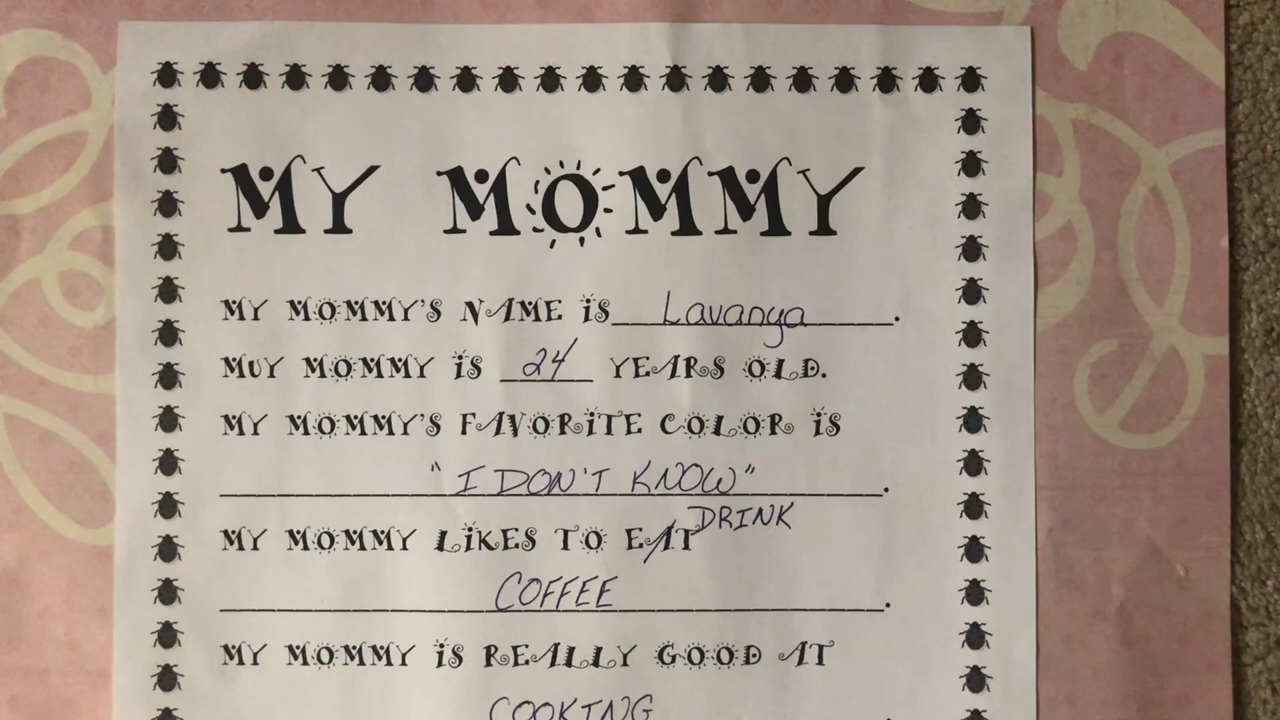 MY MOMMY
MY MOMMY'S NAME iS Lavanya.
MUY MOMMY iS 24 YEARS OLD.
MY MOMMY'S FAVORiTE COLOR iS
"I DON'T KNOW".
DRINK
MY MOMMY LiKES TO EAT
COFFEE.
MY MOMMY iS REALLY GOOD AT
COOKING.